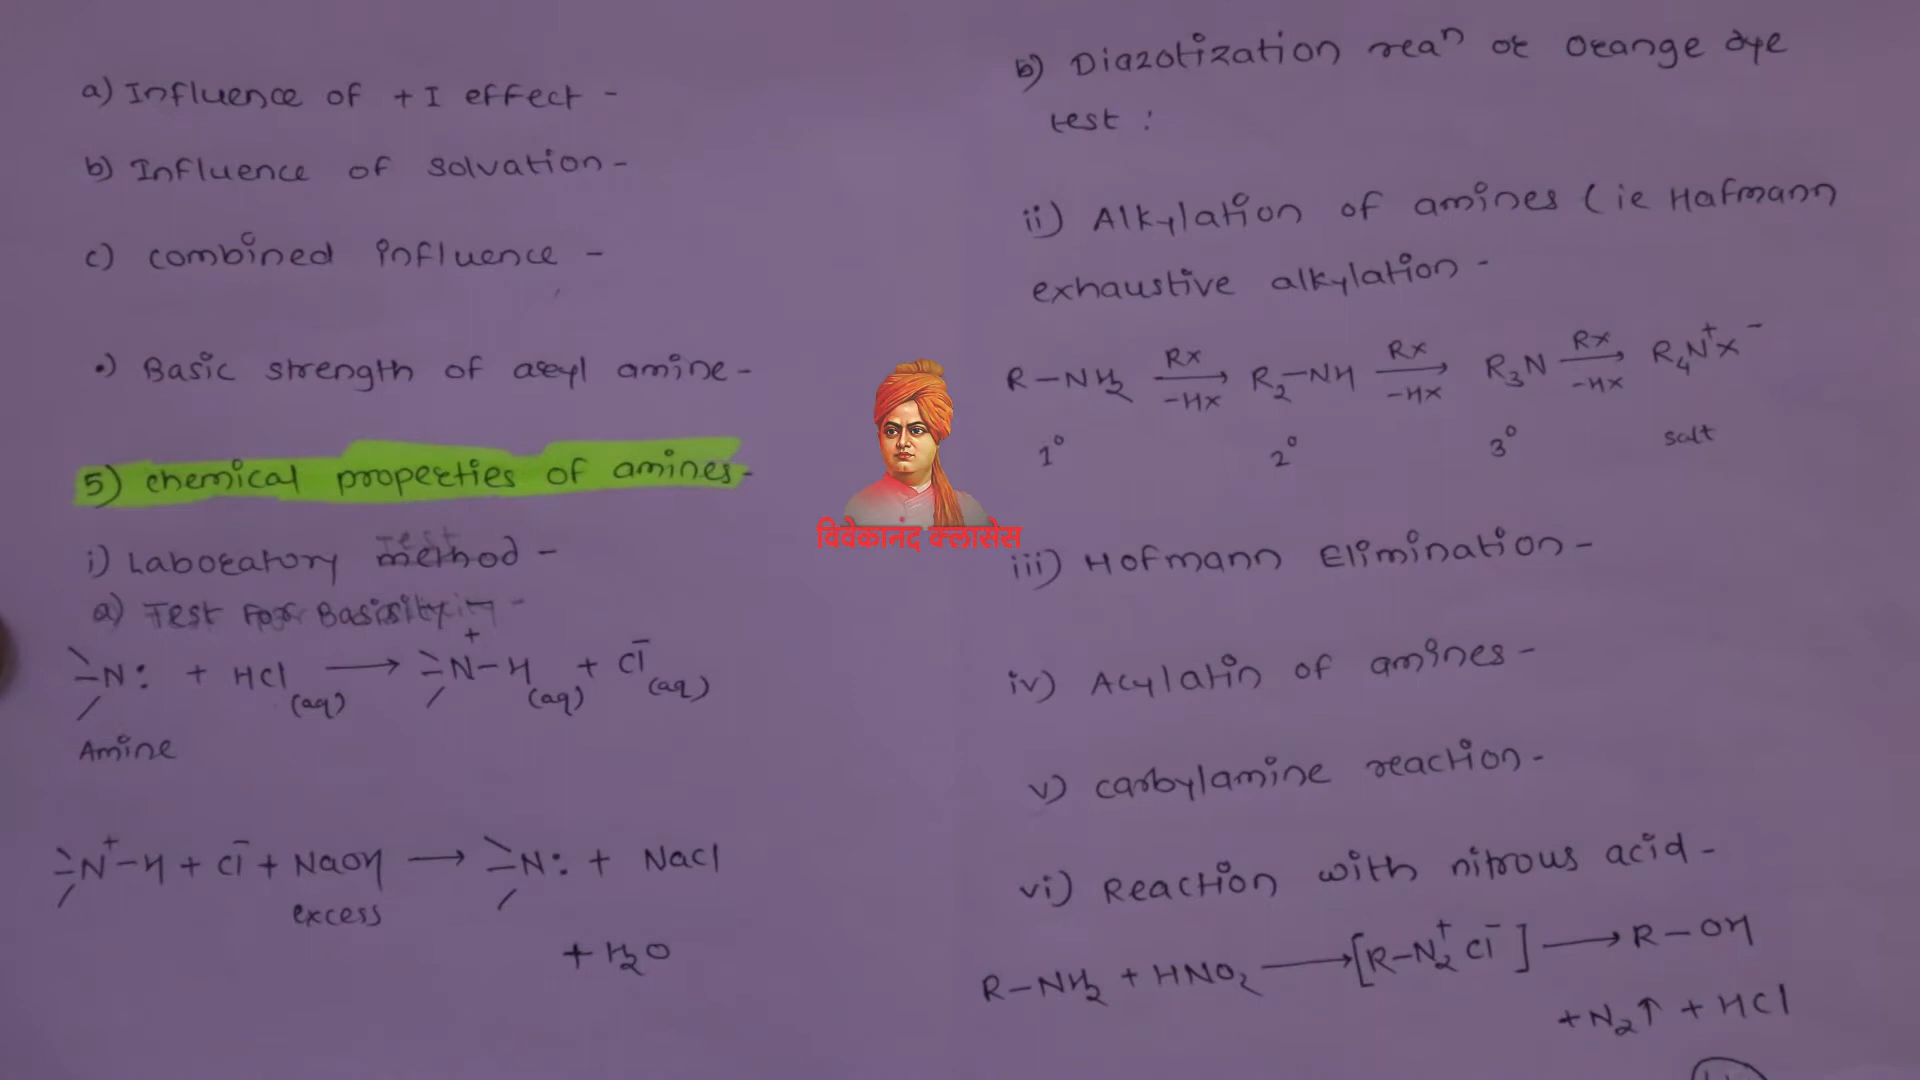 a) Influence of + I effect -
b) Influence of solvation -
c) combined influence -
•) Basic strength of aryl amine -
5) chemical properties of amines -
i) Laboratory -
a) Test For -
-N: + HCl (aq) → -N⁺-H (aq) + Cl⁻ (aq)
Amine
-N⁺-H + Cl⁻ + NaOH → -N: + NaCl
excess
+ H₂O
b) Diazotization reaⁿ or orange dye
test :
ii) Alkylation of amines ( ie Hafmann
exhaustive alkylation -
R-NH₂ RX → -HX R₂-NH RX → -HX R₃N RX → -HX R₄N⁺X⁻
1° 2° 3° salt
iii) Hofmann Elimination -
iv) Acylatin of amines -
v) carbylamine reaction -
vi) Reaction with nitrous acid -
R-NH₂ + HNO₂ → [R-N₂⁺ Cl⁻] → R-OH
+ N₂↑ + HCl
विवेकानद क्लासेस